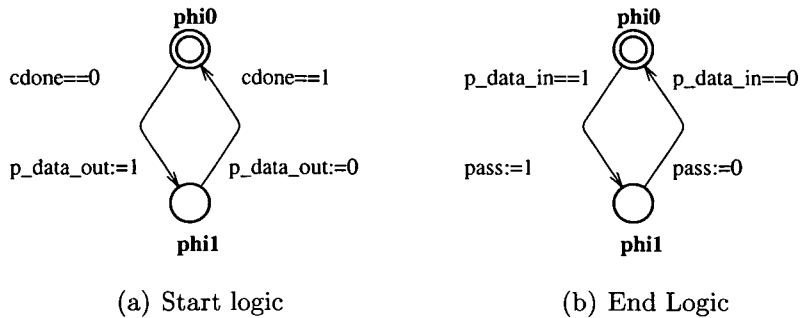 phi0
cdone==0
cdone==1
p_data_out:=1
p_data_out:=0
phi1
(a) Start logic
phi0
p_data_in==1
p_data_in==0
pass:=1
pass:=0
phi1
(b) End Logic